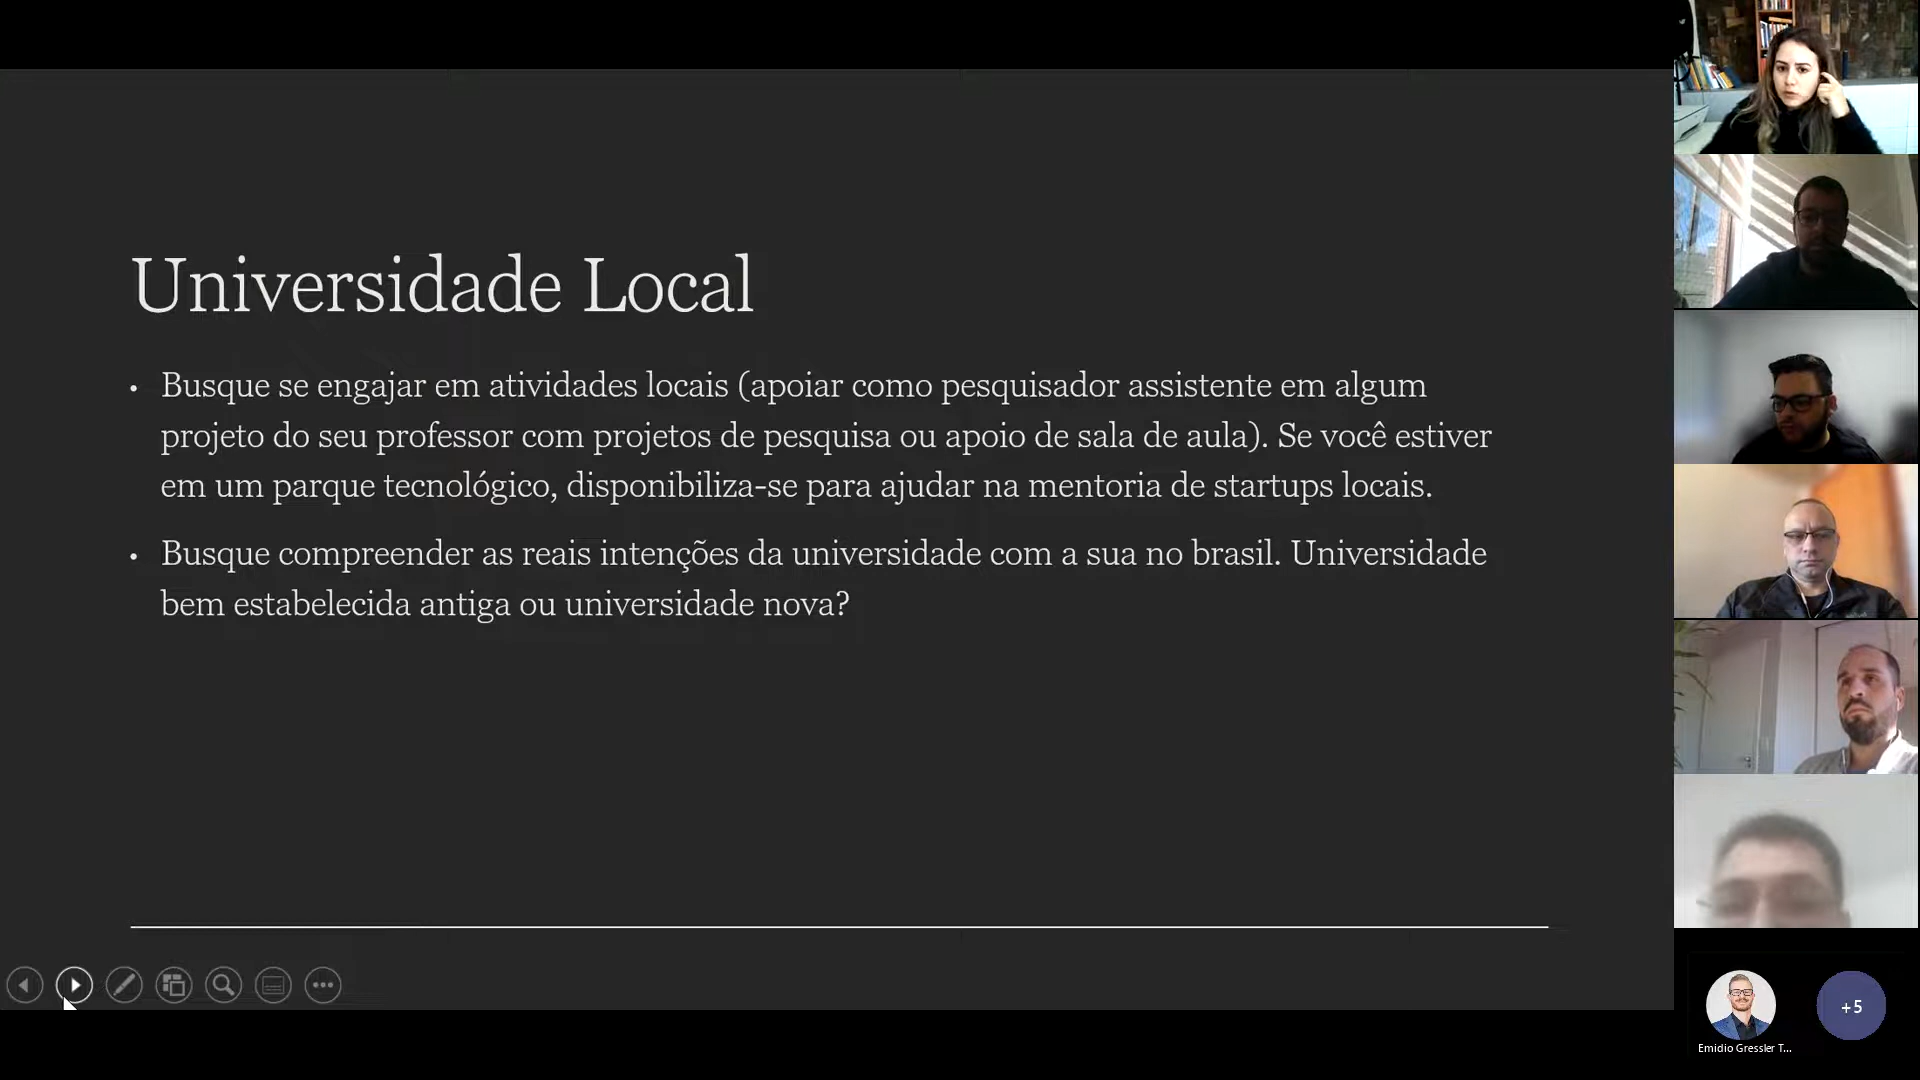 Universidade Local
• Busque se engajar em atividades locais (apoiar como pesquisador assistente em algum
projeto do seu professor com projetos de pesquisa ou apoio de sala de aula). Se você estiver
em um parque tecnológico, disponibiliza-se para ajudar na mentoria de startups locais.
• Busque compreender as reais intenções da universidade com a sua no brasil. Universidade
bem estabelecida antiga ou universidade nova?
+5
Emidio Gressler T...